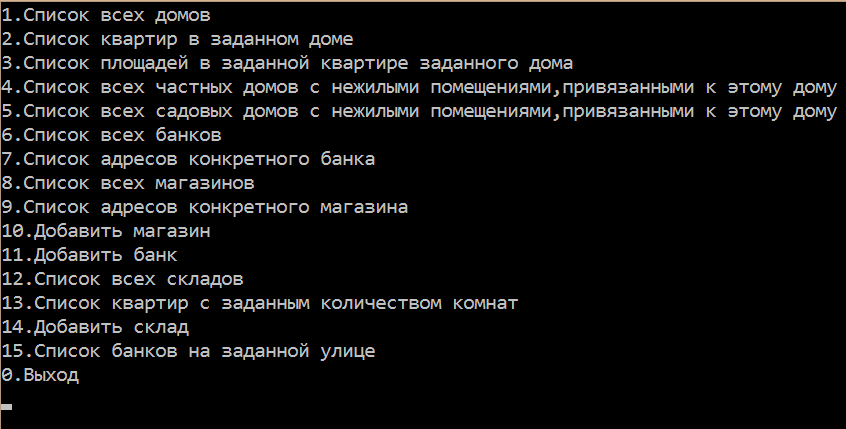 1.Список всех домов
2.Список квартир в заданном доме
3.Список площадей в заданной квартире заданного дома
4.Список всех частных домов с нежилыми помещениями,привязанными к этому дому
5.Список всех садовых домов с нежилыми помещениями,привязанными к этому дому
6.Список всех банков
7.Список адресов конкретного банка
8.Список всех магазинов
9.Список адресов конкретного магазина
10.Добавить магазин
11.Добавить банк
12.Список всех складов
13.Список квартир с заданным количеством комнат
14.Добавить склад
15.Список банков на заданной улице
0.Выход